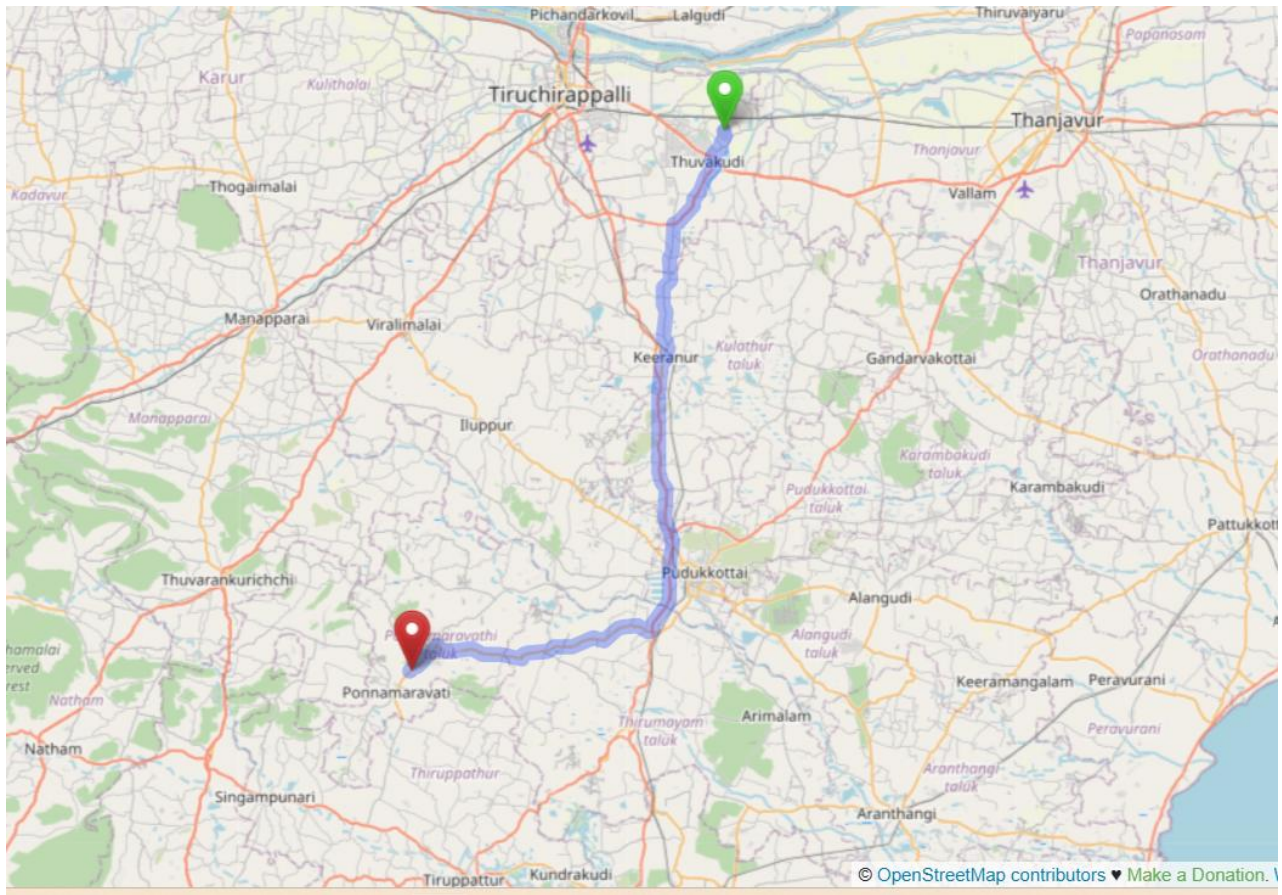 Pichandarkovil
Lalgudi
Thiruvaiyaru
Papanasam
Karur
Kulithalai
Tiruchirappalli
Thanjavur
Thuvakudi
Thanjavur
Vallam
Kadavur
Thogaimalai
Thanjavur
Orathanadu
Manapparai
Viralimalai
Keeranur
Kulathur
taluk
Gandarvakottai
Orathanadu
Manapparai
Iluppur
Karambakudi
taluk
Pudukkottai
taluk
Karambakudi
Pattukkott
Thuvarankurichchi
Pudukkottai
Alangudi
Alangudi
taluk
taluk
Ponnamaravati
Keeramangalam
Peravurani
Natham
Natham
Thirumayam
taluk
Arimalam
Peravurani
Thiruppathur
Aranthangi
taluk
Singampunari
Aranthangi
Tiruppattur
Kundrakudi
© OpenStreetMap contributors ♥ Make a Donation.